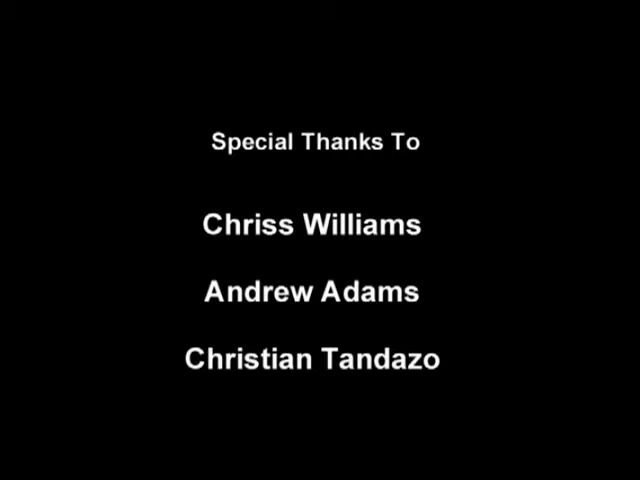 Special Thanks To
Chriss Williams
Andrew Adams
Christian Tandazo